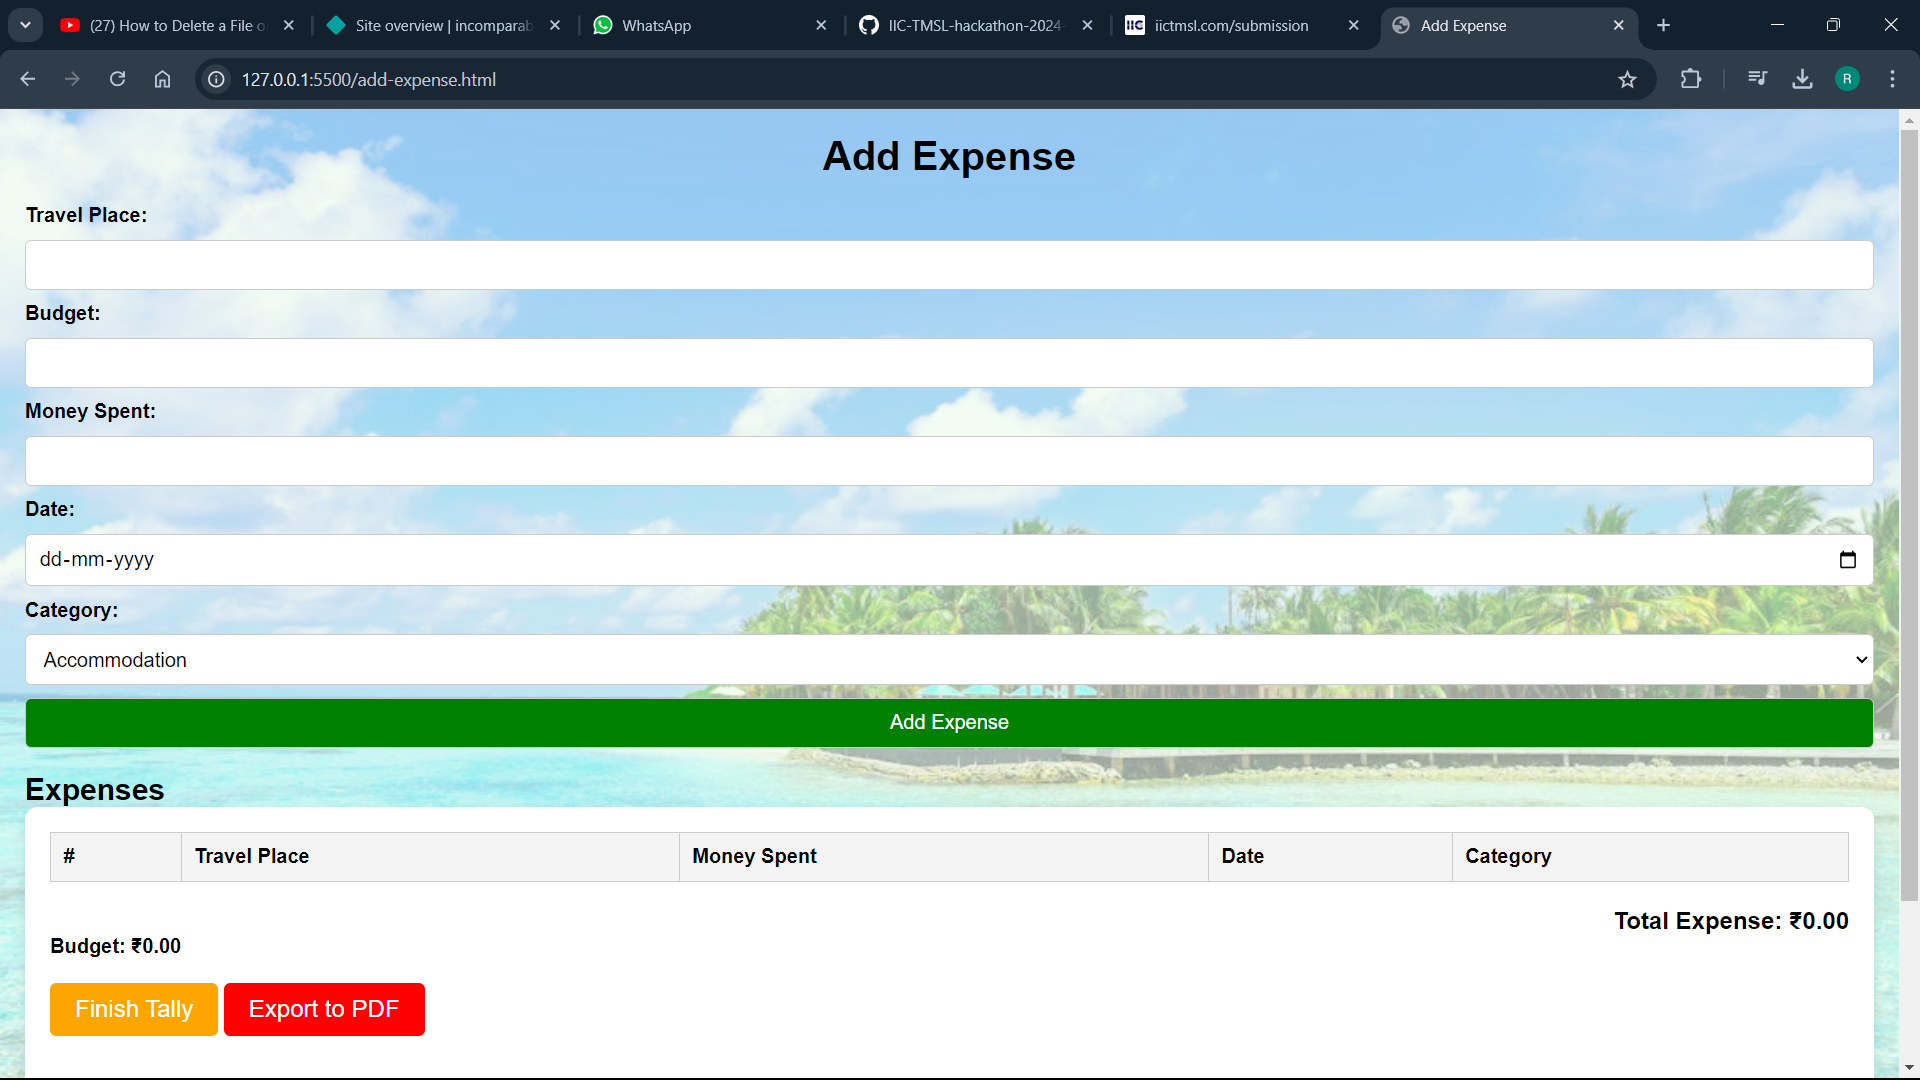 (27) How to Delete a File o
Site overview | incomparab
WhatsApp
IIC-TMSL-hackathon-2024-
IIC iictmsl.com/submission
Add Expense
127.0.0.1:5500/add-expense.html
R
Add Expense
Travel Place:
Budget:
Money Spent:
Date:
dd-mm-yyyy
Category:
Accommodation
Add Expense
Expenses
# Travel Place Money Spent Date Category
Total Expense: ₹0.00
Budget: ₹0.00
Finish Tally Export to PDF